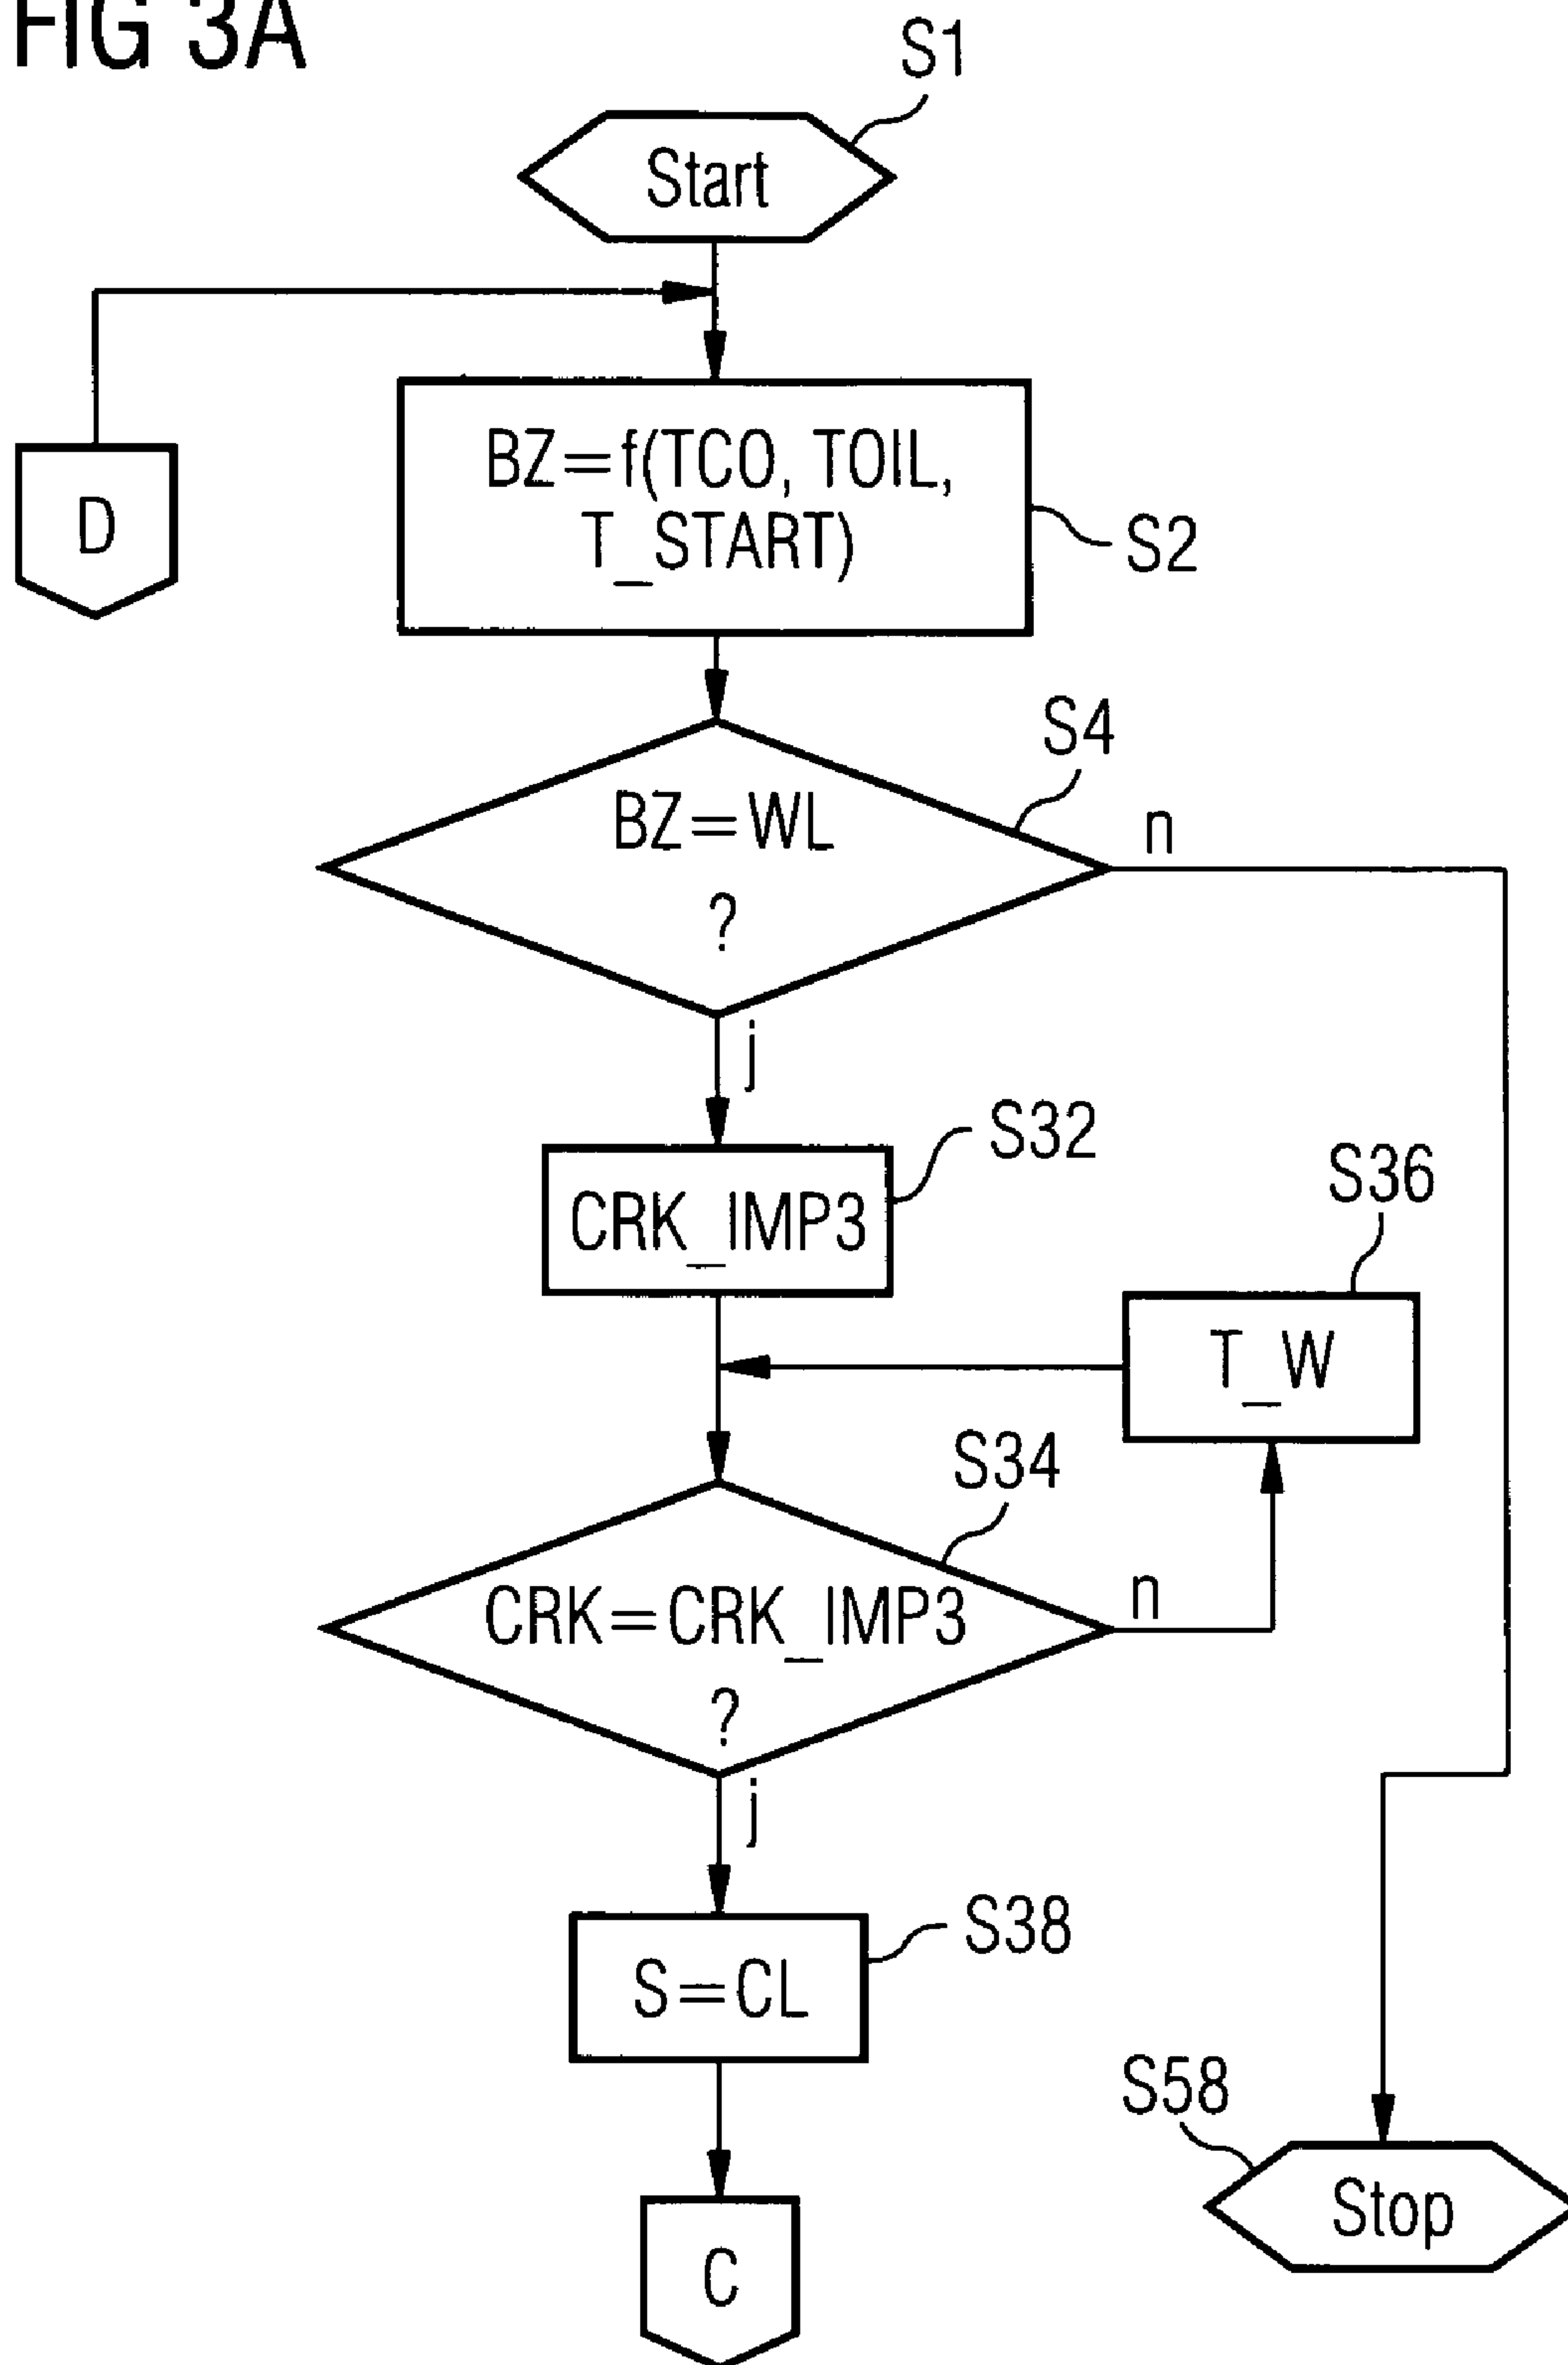 FIG 3A
S1
Start
D
BZ=f(TCO, TOIL,
T_START)
S2
S4
BZ=WL
?
n
j
S32
CRK_IMP3
S36
T_W
S34
CRK=CRK_IMP3
?
n
j
S38
S=CL
S58
Stop
C